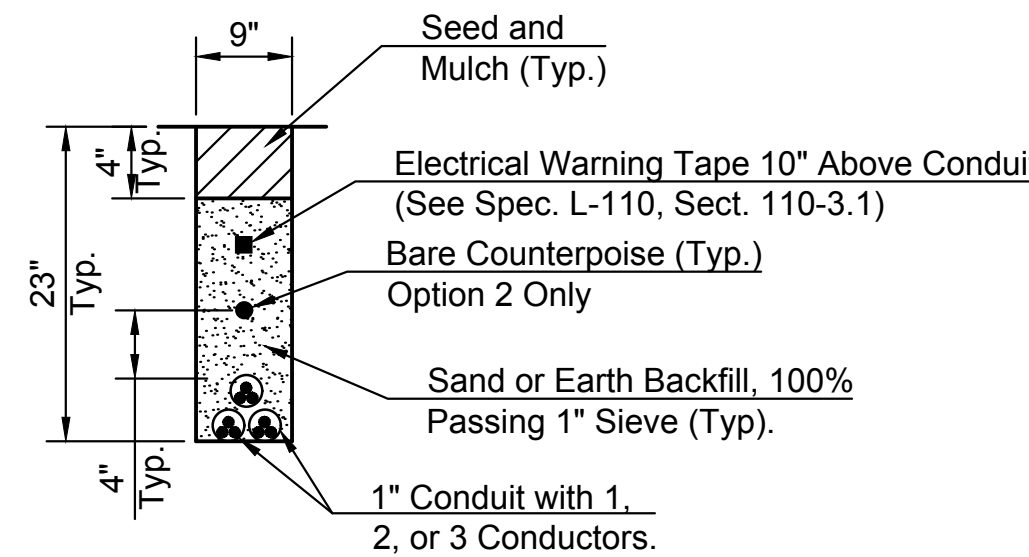 9"
Seed and
Mulch (Typ.)
4"
Typ.
Electrical Warning Tape 10" Above Condui
(See Spec. L-110, Sect. 110-3.1)
23"
Typ.
Bare Counterpoise (Typ.)
Option 2 Only
Sand or Earth Backfill, 100%
Passing 1" Sieve (Typ).
4"
Typ.
1" Conduit with 1,
2, or 3 Conductors.